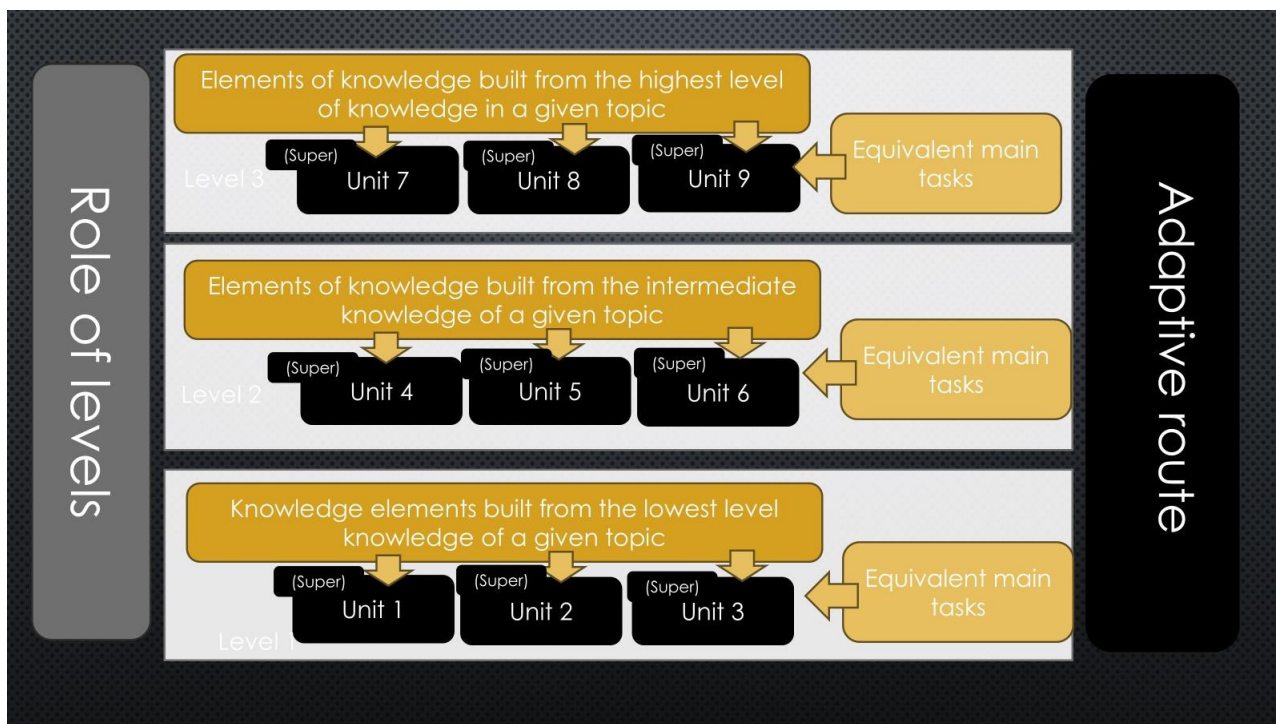 Role of levels
Elements of knowledge built from the highest level
of knowledge in a given topic
Level 3
(Super)
Unit 7
(Super)
Unit 8
(Super)
Unit 9
Equivalent main
tasks
Elements of knowledge built from the intermediate
knowledge of a given topic
Level 2
(Super)
Unit 4
(Super)
Unit 5
(Super)
Unit 6
Equivalent main
tasks
Knowledge elements built from the lowest level
knowledge of a given topic
Level 1
(Super)
Unit 1
(Super)
Unit 2
(Super)
Unit 3
Equivalent main
tasks
Adaptive route